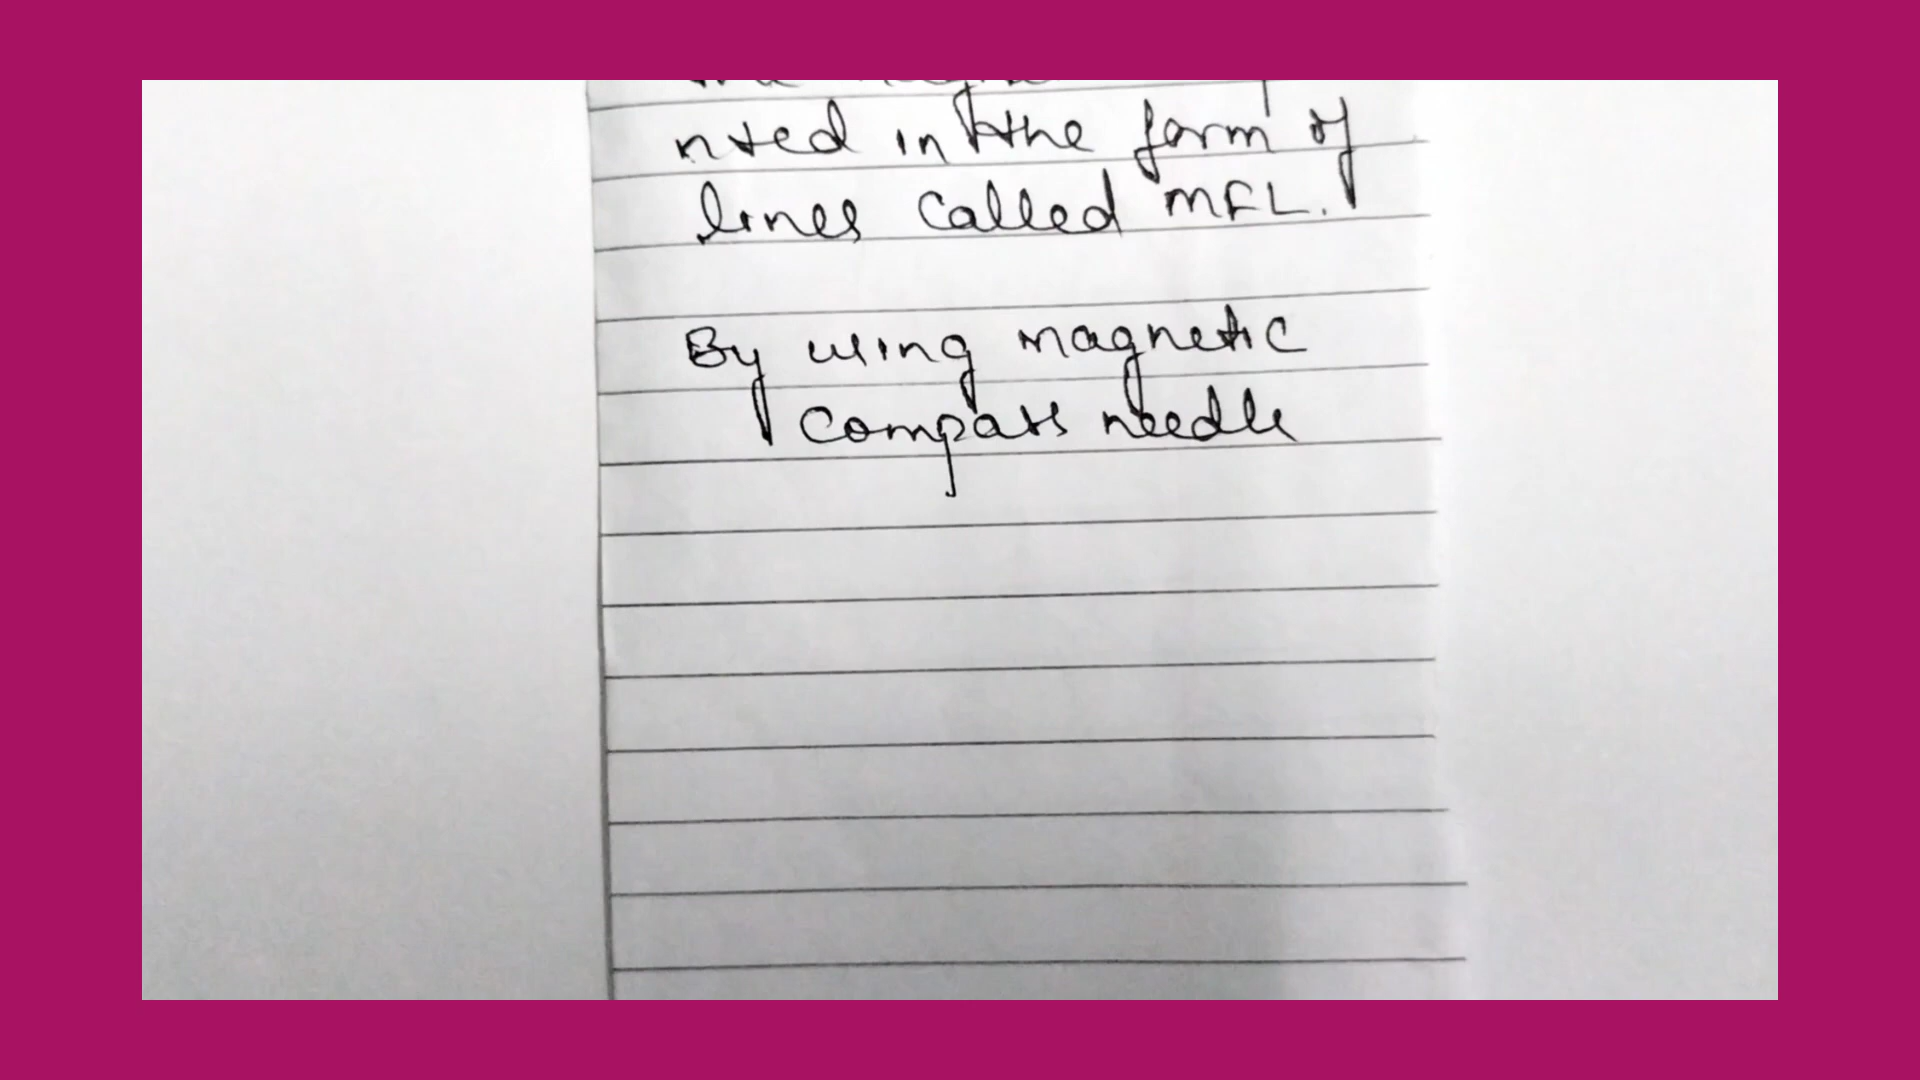 nted in the form of
lines called MFL.
By using magnetic
compass needle